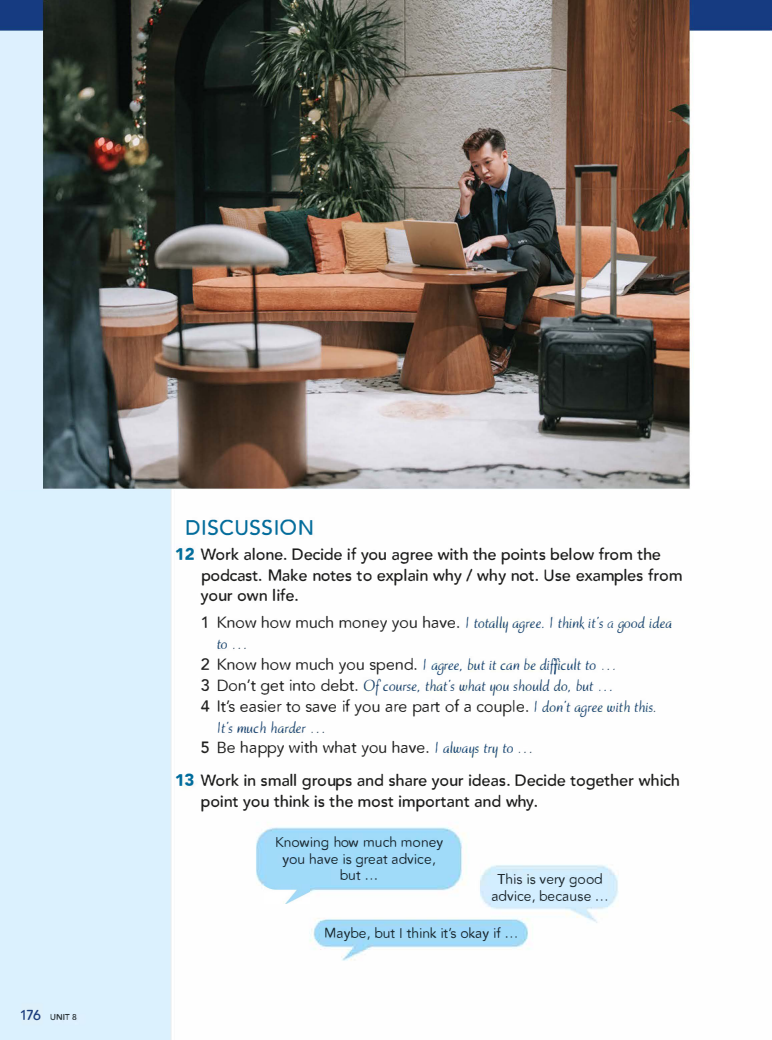 DISCUSSION
12 Work alone. Decide if you agree with the points below from the
podcast. Make notes to explain why / why not. Use examples from
your own life.
1 Know how much money you have. I totally agree. I think it's a good idea
to …
2 Know how much you spend. I agree, but it can be difficult to …
3 Don't get into debt. Of course, that's what you should do, but …
4 It's easier to save if you are part of a couple. I don't agree with this.
It's much harder …
5 Be happy with what you have. I always try to …
13 Work in small groups and share your ideas. Decide together which
point you think is the most important and why.
Knowing how much money
you have is great advice,
but …
This is very good
advice, because …
Maybe, but I think it's okay if …
176 UNIT 8